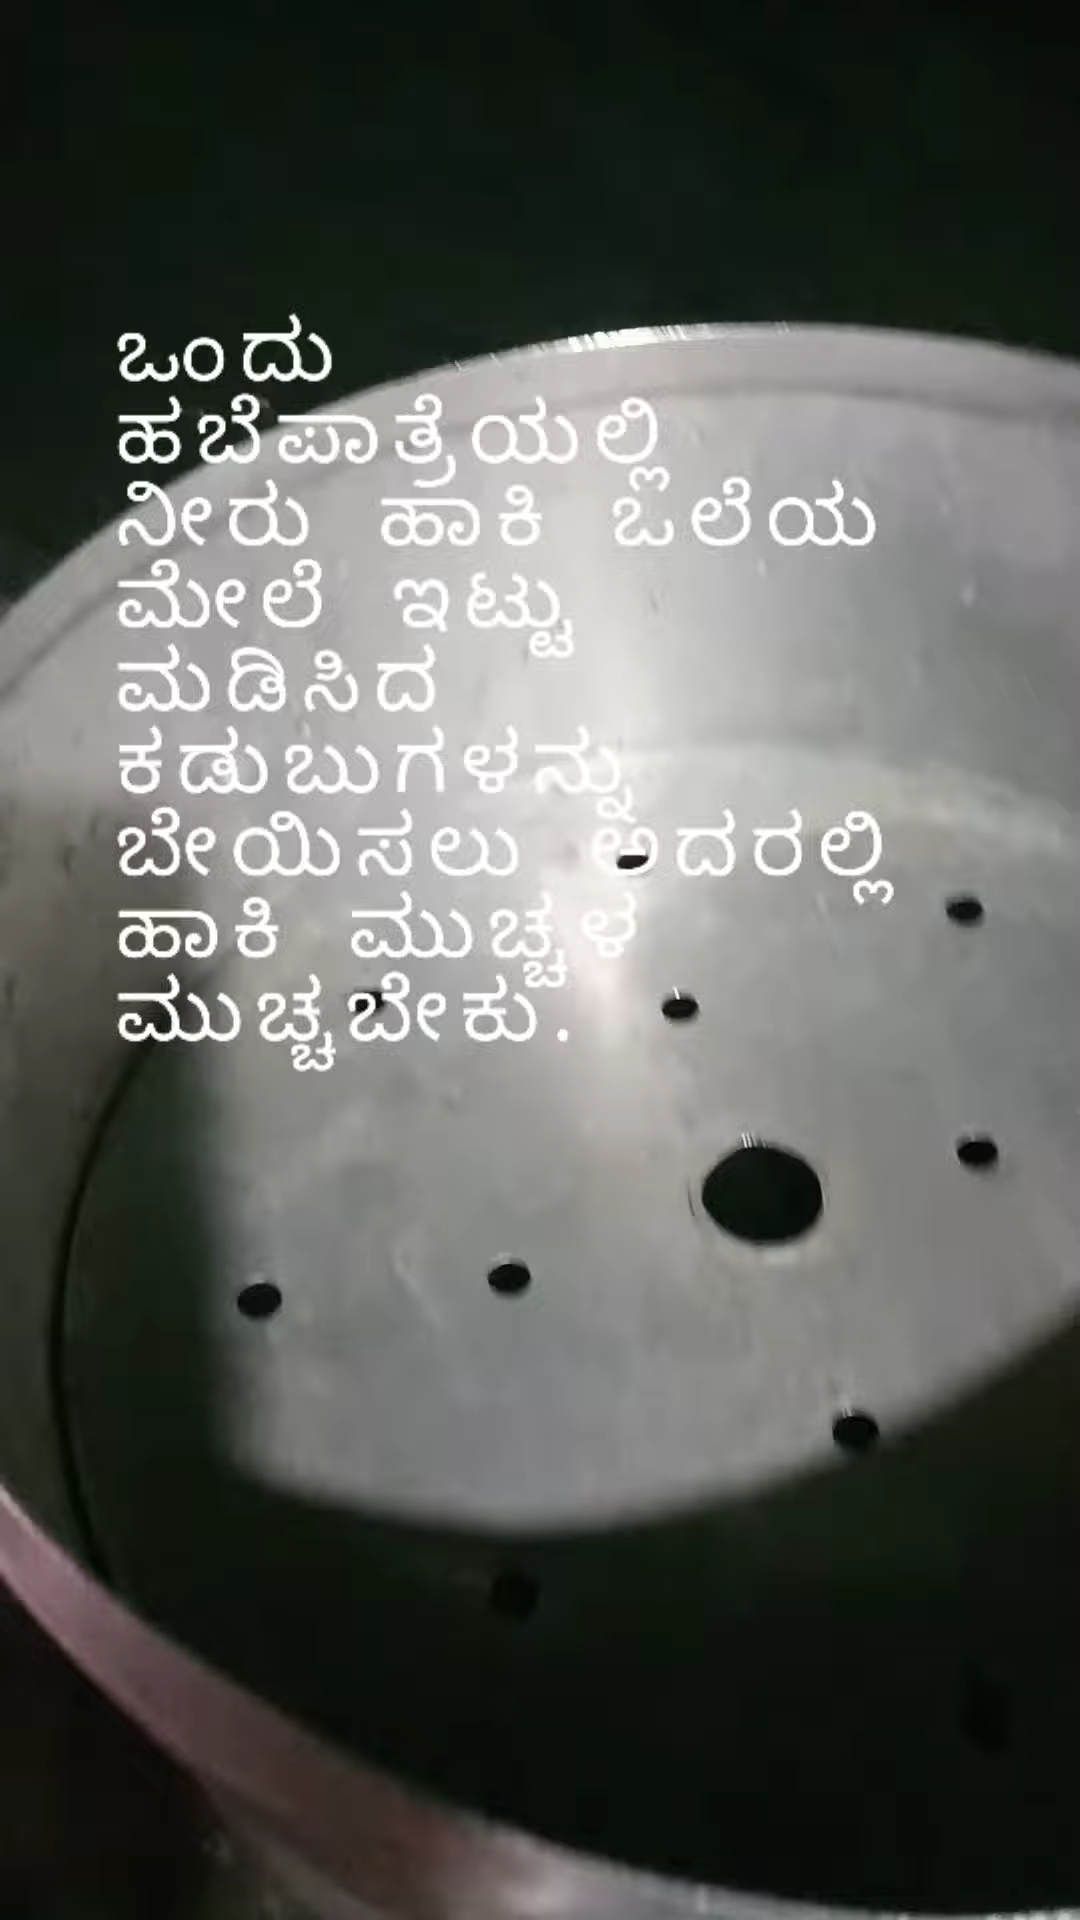 ಒಂದು
ಹಬೆಪಾತ್ರೆಯಲ್ಲಿ
ನೀರು ಹಾಕಿ ಒಲೆಯ
ಮೇಲೆ ಇಟ್ಟು
ಮಡಿಸಿದ
ಕಡುಬುಗಳನ್ನು
ಬೇಯಿಸಲು ಅದರಲ್ಲಿ
ಹಾಕಿ ಮುಚ್ಚಳ
ಮುಚ್ಚಬೇಕು.